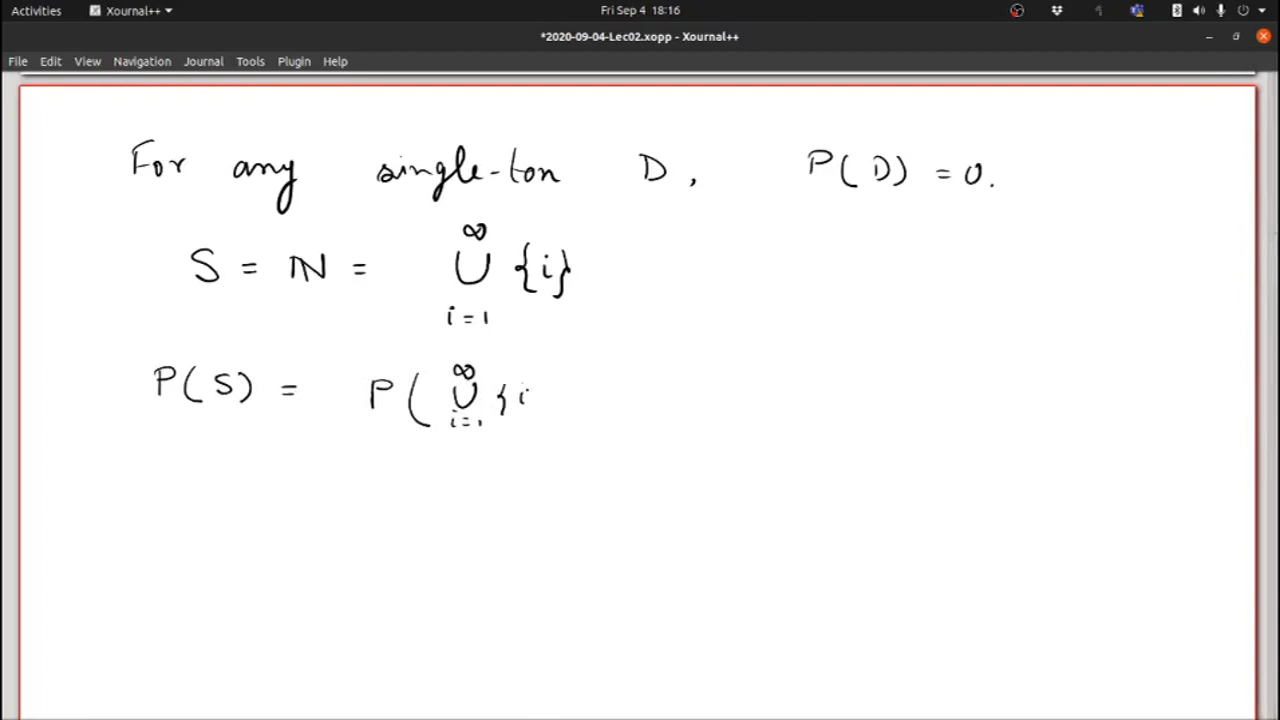 Activities Xournal++ Fri Sep 4 18:16
*2020-09-04-Lec02.xopp - Xournal++
File Edit View Navigation Journal Tools Plugin Help
For any single-ton D, P(D) = 0.
S = ℕ = ∞ ∪ i=1 {i}
P(S) = P( ∞ ∪ i=1 {i